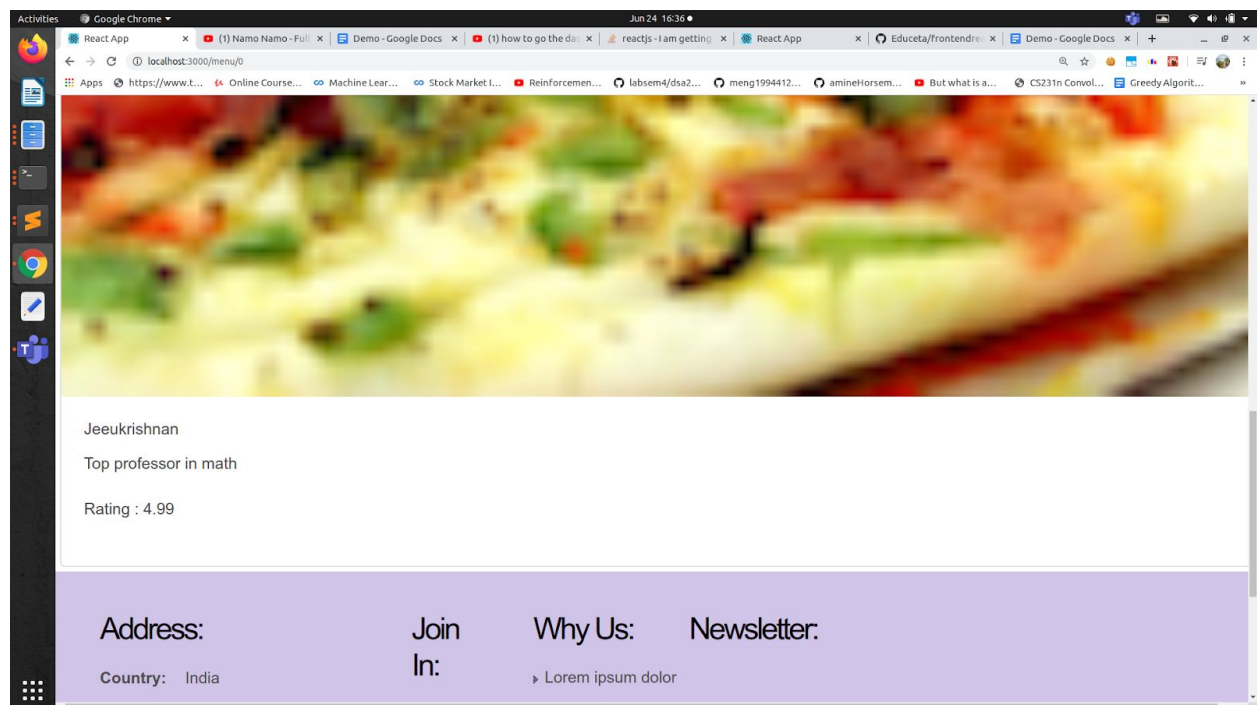 Activities Google Chrome Jun 24 16:36
React App (1) Namo Namo - Full Demo - Google Docs (1) how to go the das reactjs - I am getting React App Educeta/frontendrea Demo - Google Docs
localhost:3000/menu/0
Apps https://www.t... Online Course... Machine Lear... Stock Market I... Reinforcemen... labsem4/dsa2... meng1994412... amineHorsem... But what is a... CS231n Convol... Greedy Algorit... »
Jeeukrishnan
Top professor in math
Rating : 4.99
Address: Join In: Why Us: Newsletter:
Country: India Lorem ipsum dolor